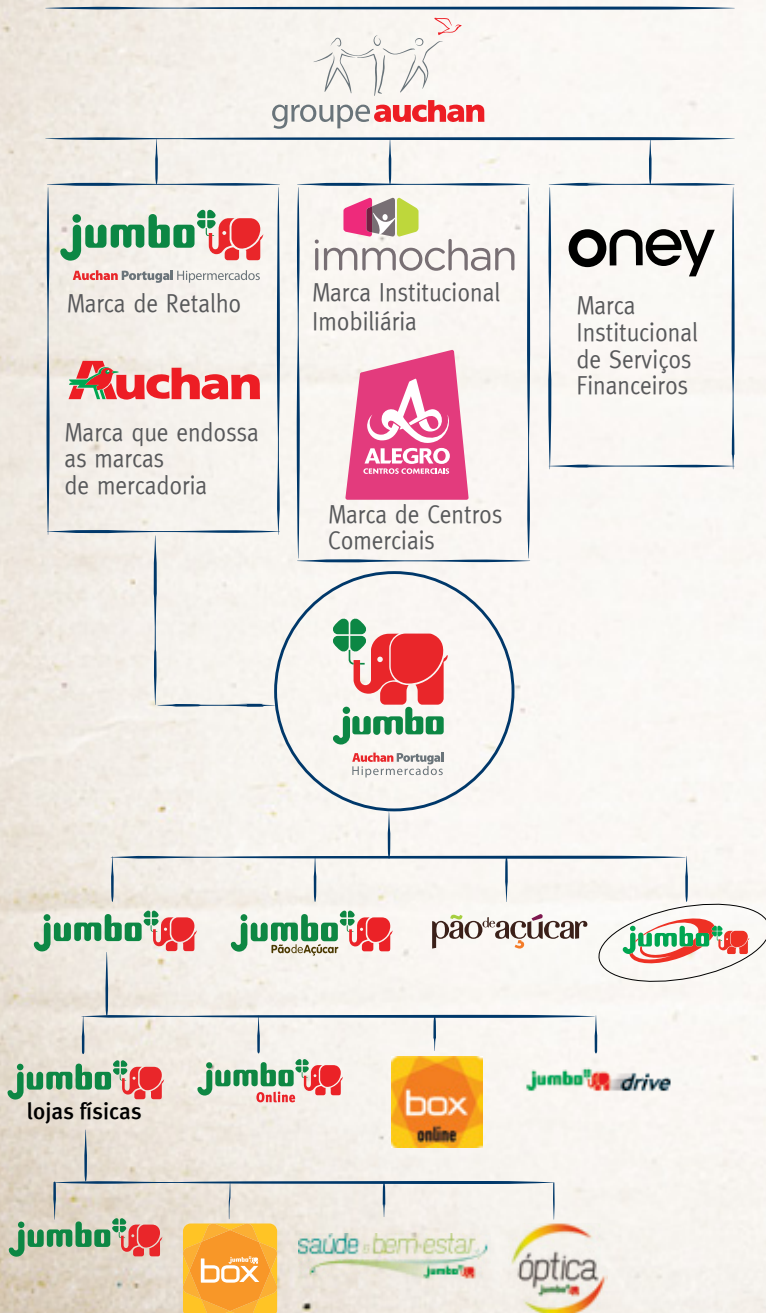 groupe auchan
jumbo
Auchan Portugal Hipermercados
Marca de Retalho
Auchan
Marca que endossa
as marcas
de mercadoria
immochan
Marca Institucional
Imobiliária
ALEGRO
CENTROS COMERCIAIS
Marca de Centros
Comerciais
oney
Marca
Institucional
de Serviços
Financeiros
jumbo
Auchan Portugal
Hipermercados
jumbo
jumbo
PãodeAçúcar
pão de açúcar
jumbo
jumbo
lojas físicas
jumbo
Online
box
online
jumbo drive
jumbo
jumbo
box
saúde e bem-estar
jumbo
óptica
jumbo